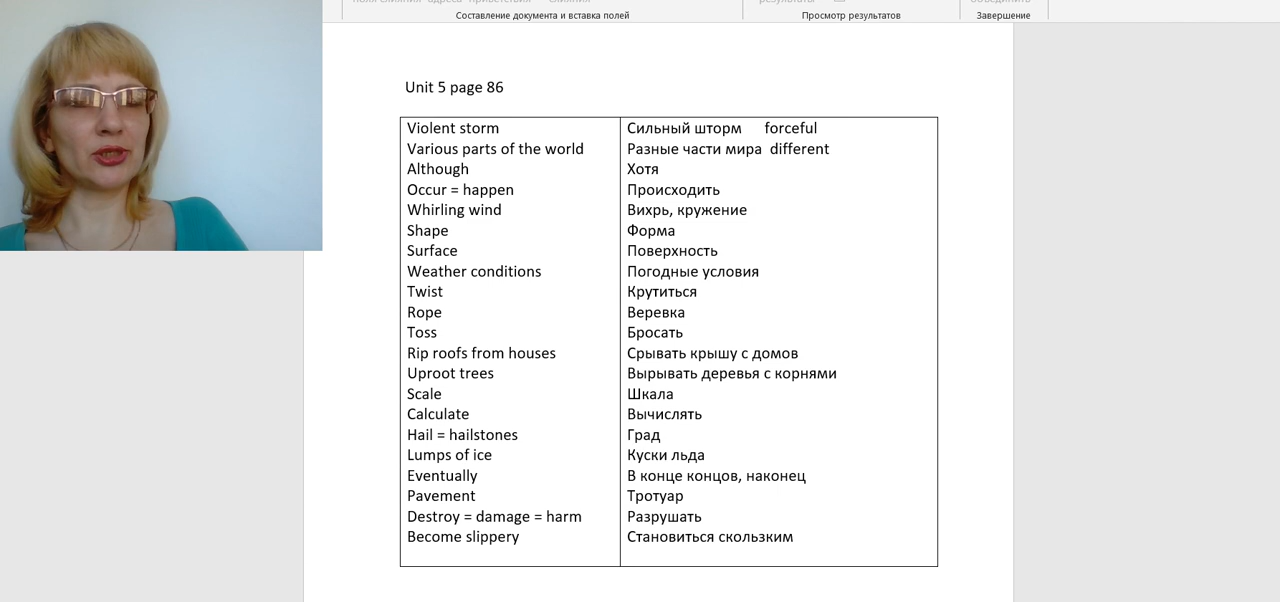 Составление документа и вставка полей
Просмотр результатов
Завершение
Unit 5 page 86
Violent storm Сильный шторм forceful
Various parts of the world Разные части мира different
Although Хотя
Occur = happen Происходить
Whirling wind Вихрь, кружение
Shape Форма
Surface Поверхность
Weather conditions Погодные условия
Twist Крутиться
Rope Веревка
Toss Бросать
Rip roofs from houses Срывать крышу с домов
Uproot trees Вырывать деревья с корнями
Scale Шкала
Calculate Вычислять
Hail = hailstones Град
Lumps of ice Куски льда
Eventually В конце концов, наконец
Pavement Тротуар
Destroy = damage = harm Разрушать
Become slippery Становиться скользким